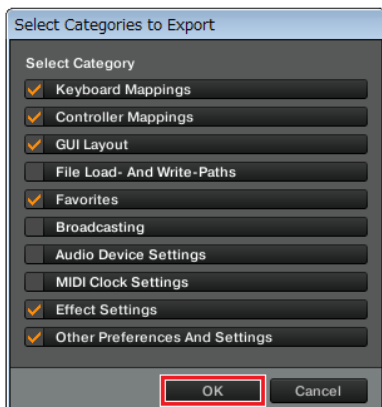 Select Categories to Export
Select Category
Keyboard Mappings
Controller Mappings
GUI Layout
File Load- And Write-Paths
Favorites
Broadcasting
Audio Device Settings
MIDI Clock Settings
Effect Settings
Other Preferences And Settings
OK Cancel